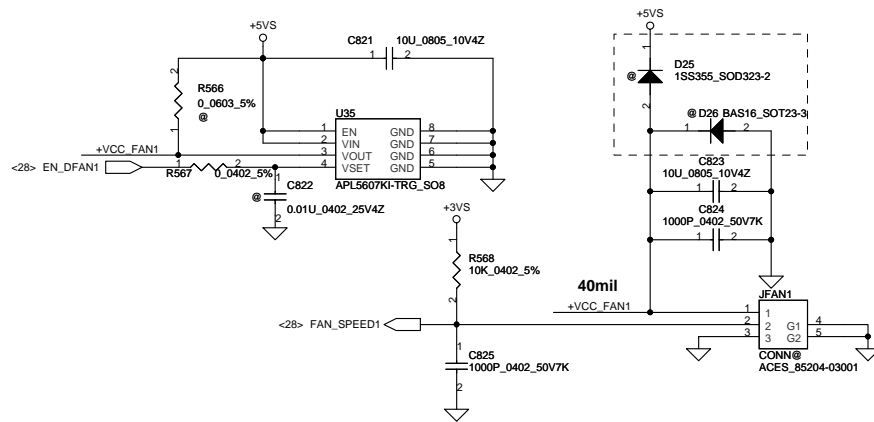 +5VS
C821
10U_0805_10V4Z
1
2
2
R566
0_0603_5%
@
1
U35
1
EN
GND
8
2
VIN
GND
7
3
VOUT
GND
6
4
VSET
GND
5
APL5607KI-TRG_SO8
+VCC_FAN1
<28> EN_DFAN1
1
2
R567
0_0402_5%
1
C822
@
0.01U_0402_25V4Z
2
+3VS
1
R568
10K_0402_5%
2
<28> FAN_SPEED1
1
C825
1000P_0402_50V7K
2
+5VS
1
D25
1SS355_SOD323-2
@
2
@ D26 BAS16_SOT23-3
1
2
C823
10U_0805_10V4Z
1
2
C824
1000P_0402_50V7K
1
2
40mil
+VCC_FAN1
JFAN1
1
1
2
2
G1
4
3
3
G2
5
CONN@
ACES_85204-03001